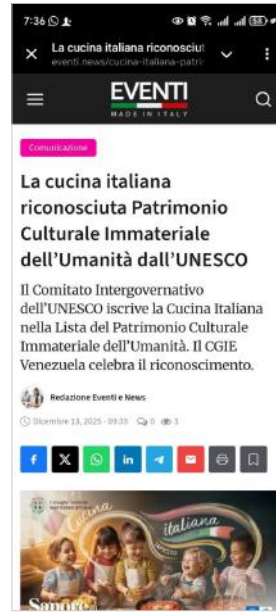 7:36
58
La cucina italiana riconosciut
eventi.news/cucina-italiana-patri
EVENTI
MADE IN ITALY
Comunicazione
La cucina italiana
riconosciuta Patrimonio
Culturale Immateriale
dell'Umanità dall'UNESCO
Il Comitato Intergovernativo
dell'UNESCO iscrive la Cucina Italiana
nella Lista del Patrimonio Culturale
Immateriale dell'Umanità. Il CGIE
Venezuela celebra il riconoscimento.
Redazione Eventi e News
Dicembre 13, 2025 - 09:35 0 3
cucina italiana
Sapore